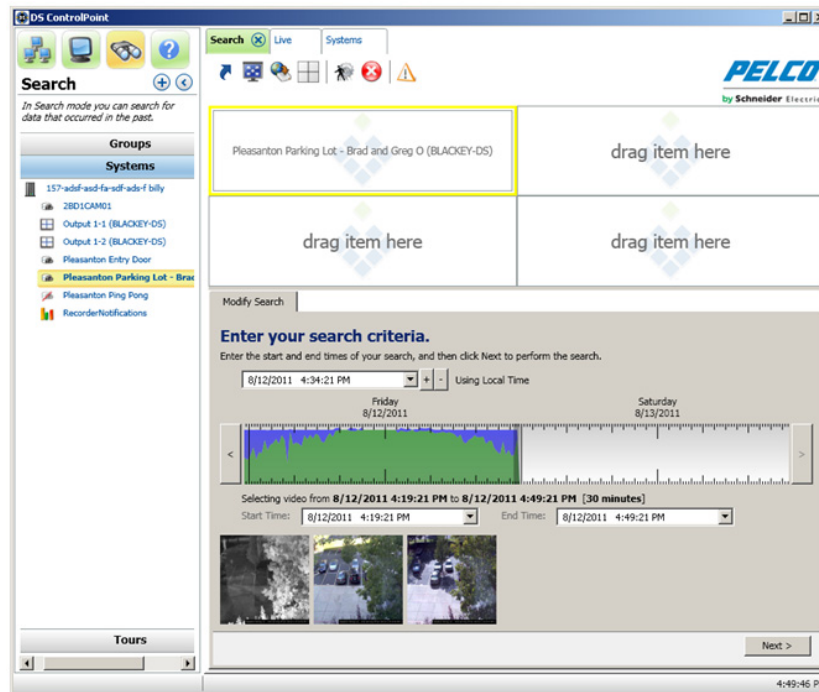 DS ControlPoint
Search
In Search mode you can search for
data that occurred in the past.
Groups
Systems
157-adsf-asd-fa-sdf-ads-f billy
2BD1CAM01
Output 1-1 (BLACKEY-DS)
Output 1-2 (BLACKEY-DS)
Pleasanton Entry Door
Pleasanton Parking Lot - Brad
Pleasanton Ping Pong
RecorderNotifications
Tours
Search Live Systems
PELCO
by Schneider Electric
Pleasanton Parking Lot - Brad and Greg O (BLACKEY-DS)
drag item here
drag item here
drag item here
Modify Search
Enter your search criteria.
Enter the start and end times of your search, and then click Next to perform the search.
8/12/2011 4:34:21 PM + - Using Local Time
Friday
8/12/2011
Saturday
8/13/2011
< >
Selecting video from 8/12/2011 4:19:21 PM to 8/12/2011 4:49:21 PM [30 minutes]
Start Time: 8/12/2011 4:19:21 PM End Time: 8/12/2011 4:49:21 PM
Next >
4:49:46 P